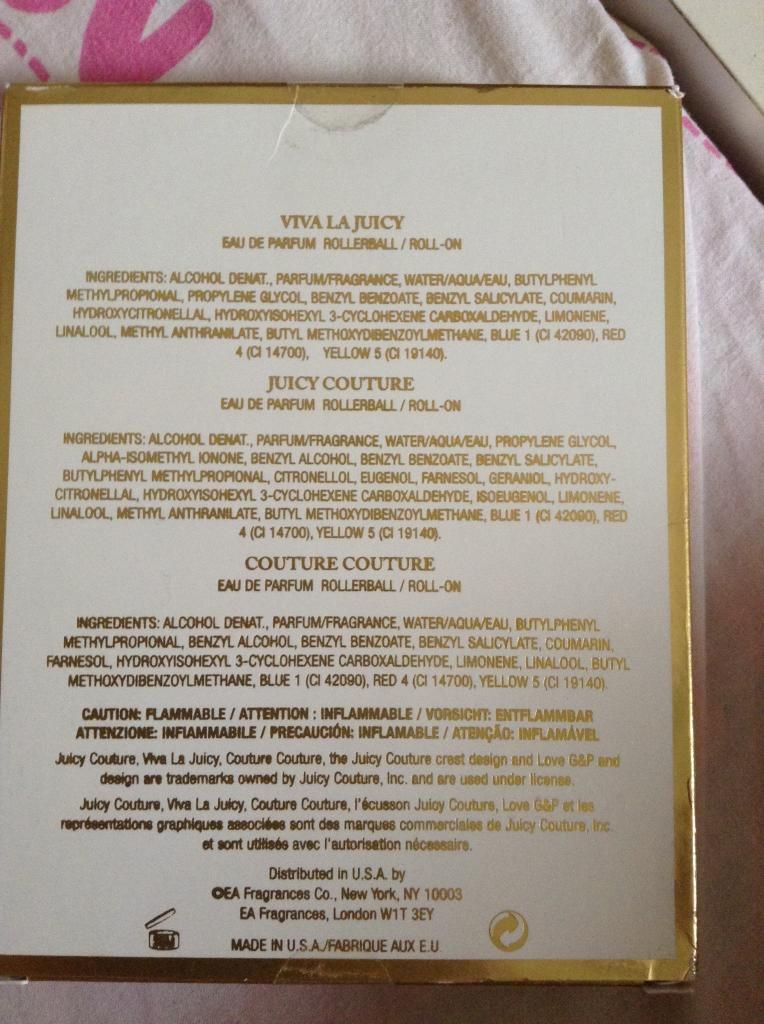 VIVA LA JUICY
EAU DE PARFUM ROLLERBALL / ROLL-ON
INGREDIENTS: ALCOHOL DENAT., PARFUM/FRAGRANCE, WATER/AQUA/EAU, BUTYLPHENYL
METHYLPROPIONAL, PROPYLENE GLYCOL, BENZYL BENZOATE, BENZYL SALICYLATE, COUMARIN,
HYDROXYCITRONELLAL, HYDROXYISOHEXYL 3-CYCLOHEXENE CARBOXALDEHYDE, LIMONENE,
LINALOOL, METHYL ANTHRANILATE, BUTYL METHOXYDIBENZOYLMETHANE, BLUE 1 (CI 42090), RED
4 (CI 14700), YELLOW 5 (CI 19140).
JUICY COUTURE
EAU DE PARFUM ROLLERBALL / ROLL-ON
INGREDIENTS: ALCOHOL DENAT., PARFUM/FRAGRANCE, WATER/AQUA/EAU, PROPYLENE GLYCOL,
ALPHA-ISOMETHYL IONONE, BENZYL ALCOHOL, BENZYL BENZOATE, BENZYL SALICYLATE,
BUTYLPHENYL METHYLPROPIONAL, CITRONELLOL, EUGENOL, FARNESOL, GERANIOL, HYDROXY-
CITRONELLAL, HYDROXYISOHEXYL 3-CYCLOHEXENE CARBOXALDEHYDE, ISOEUGENOL, LIMONENE,
LINALOOL, METHYL ANTHRANILATE, BUTYL METHOXYDIBENZOYLMETHANE, BLUE 1 (CI 42090), RED
4 (CI 14700), YELLOW 5 (CI 19140).
COUTURE COUTURE
EAU DE PARFUM ROLLERBALL / ROLL-ON
INGREDIENTS: ALCOHOL DENAT., PARFUM/FRAGRANCE, WATER/AQUA/EAU, BUTYLPHENYL
METHYLPROPIONAL, BENZYL ALCOHOL, BENZYL BENZOATE, BENZYL SALICYLATE, COUMARIN,
FARNESOL, HYDROXYISOHEXYL 3-CYCLOHEXENE CARBOXALDEHYDE, LIMONENE, LINALOOL, BUTYL
METHOXYDIBENZOYLMETHANE, BLUE 1 (CI 42090), RED 4 (CI 14700), YELLOW 5 (CI 19140).
CAUTION: FLAMMABLE / ATTENTION : INFLAMMABLE / VORSICHT: ENTFLAMMBAR
ATTENZIONE: INFIAMMABILE / PRECAUCIÓN: INFLAMABLE / ATENÇÃO: INFLAMÁVEL
Juicy Couture, Viva La Juicy, Couture Couture, the Juicy Couture crest design and Love G&P and
design are trademarks owned by Juicy Couture, Inc. and are used under license.
Juicy Couture, Viva La Juicy, Couture Couture, l'écusson Juicy Couture, Love G&P et les
représentations graphiques associées sont des marques commerciales de Juicy Couture, Inc.
et sont utilisés avec l'autorisation nécessaire.
Distributed in U.S.A. by
©EA Fragrances Co., New York, NY 10003
EA Fragrances, London W1T 3EY
MADE IN U.S.A./FABRIQUE AUX E.U.